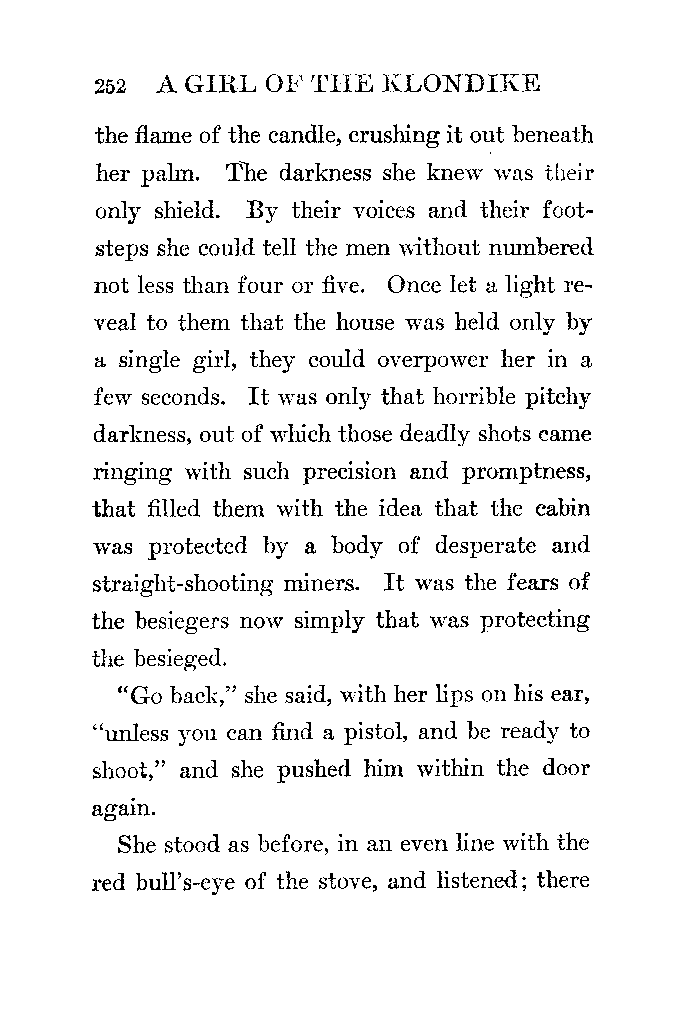 252 A GIRL OF THE KLONDIKE
the flame of the candle, crushing it out beneath
her palm. The darkness she knew was their
only shield. By their voices and their foot-
steps she could tell the men without numbered
not less than four or five. Once let a light re-
veal to them that the house was held only by
a single girl, they could overpower her in a
few seconds. It was only that horrible pitchy
darkness, out of which those deadly shots came
ringing with such precision and promptness,
that filled them with the idea that the cabin
was protected by a body of desperate and
straight-shooting miners. It was the fears of
the besiegers now simply that was protecting
the besieged.
“Go back,” she said, with her lips on his ear,
“unless you can find a pistol, and be ready to
shoot,” and she pushed him within the door
again.
She stood as before, in an even line with the
red bull’s-eye of the stove, and listened; there